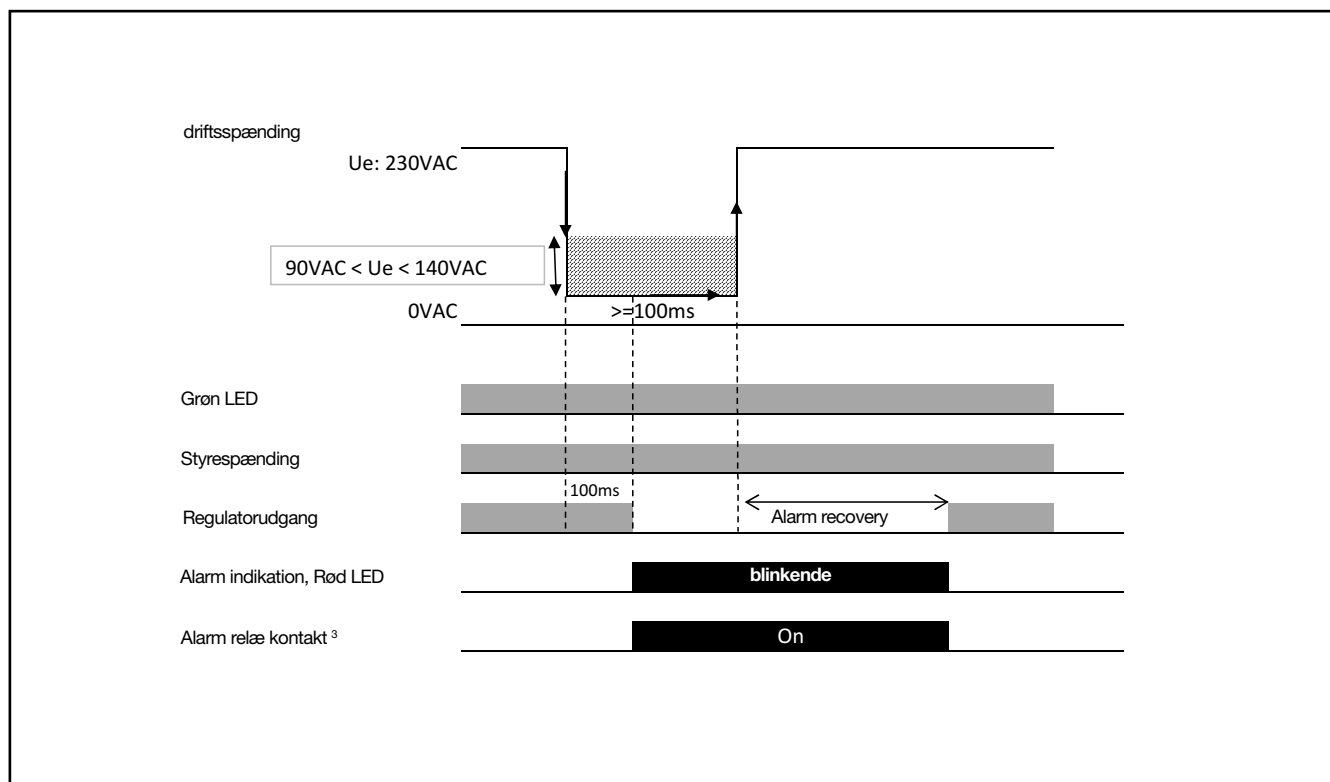 driftsspænding
Ue: 230VAC
90VAC < Ue < 140VAC
0VAC
>=100ms
Grøn LED
Styrespænding
100ms
Regulatorudgang
Alarm recovery
Alarm indikation, Rød LED
blinkende
Alarm relæ kontakt ³
On